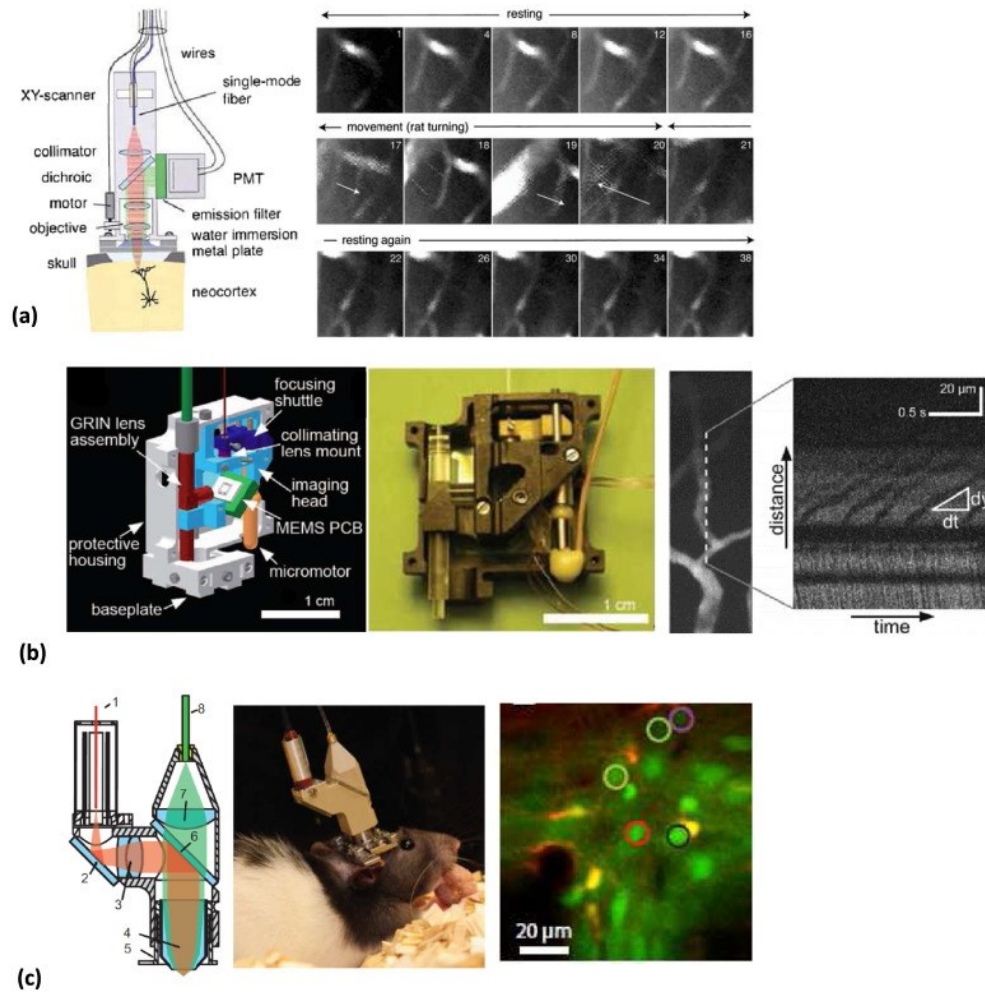 wires
single-mode
fiber
XY-scanner
collimator
dichroic
PMT
motor
emission filter
objective
water immersion
metal plate
skull
neocortex
(a)
resting
1
4
8
12
16
movement (rat turning)
17
18
19
20
21
resting again
22
26
30
34
38
focusing
shuttle
GRIN lens
assembly
collimating
lens mount
imaging
head
MEMS PCB
protective
housing
micromotor
baseplate
1 cm
1 cm
20 µm
0.5 s
distance
dy
dt
time
(b)
1
8
7
6
2
3
4
5
20 µm
(c)